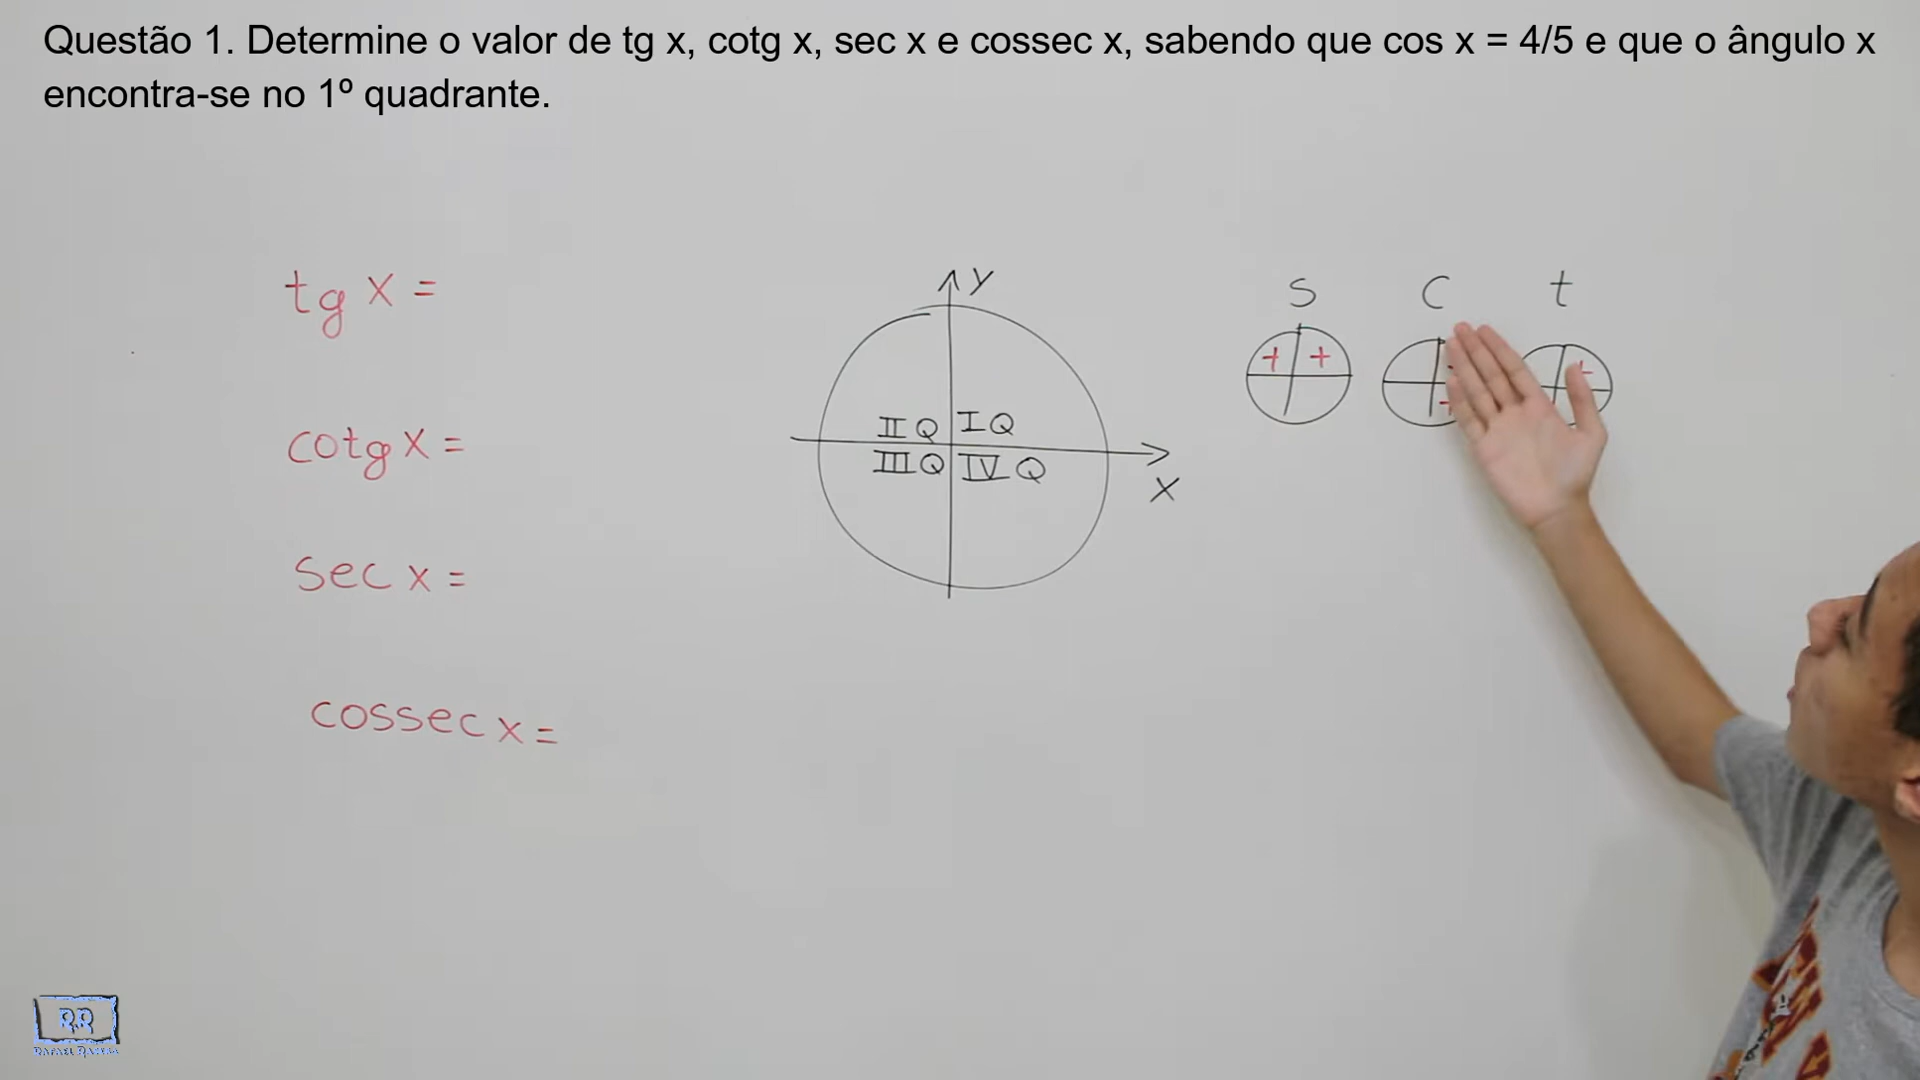 Questão 1. Determine o valor de tg x, cotg x, sec x e cossec x, sabendo que cos x = 4/5 e que o ângulo x
encontra-se no 1º quadrante.
tg x =
cotg x =
sec x =
cossec x =
y
II Q I Q
III Q IV Q
x
S C t
+ +
+
+
RR